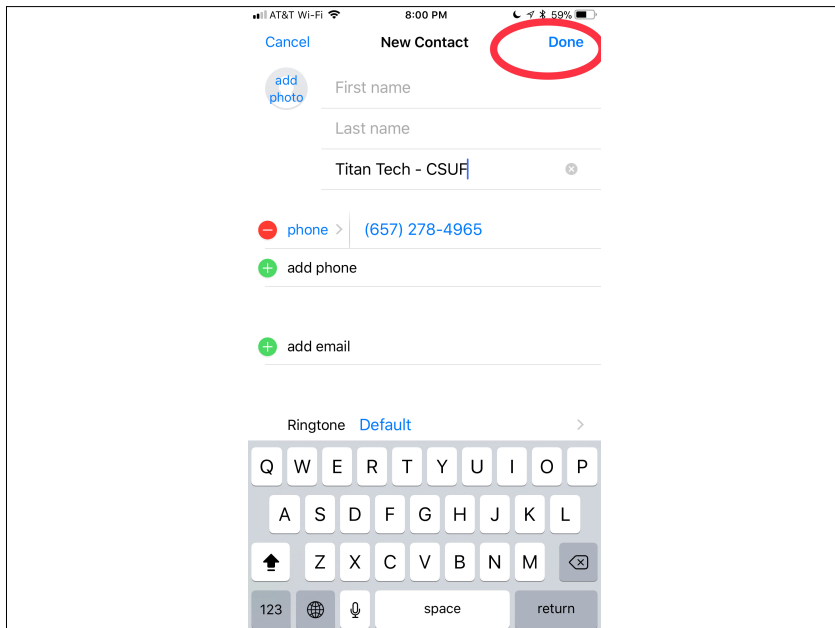 AT&T Wi-Fi 8:00 PM 59%
Cancel New Contact Done
add
photo
First name
Last name
Titan Tech - CSUF
phone (657) 278-4965
add phone
add email
Ringtone Default
Q W E R T Y U I O P
A S D F G H J K L
Z X C V B N M
123 space return